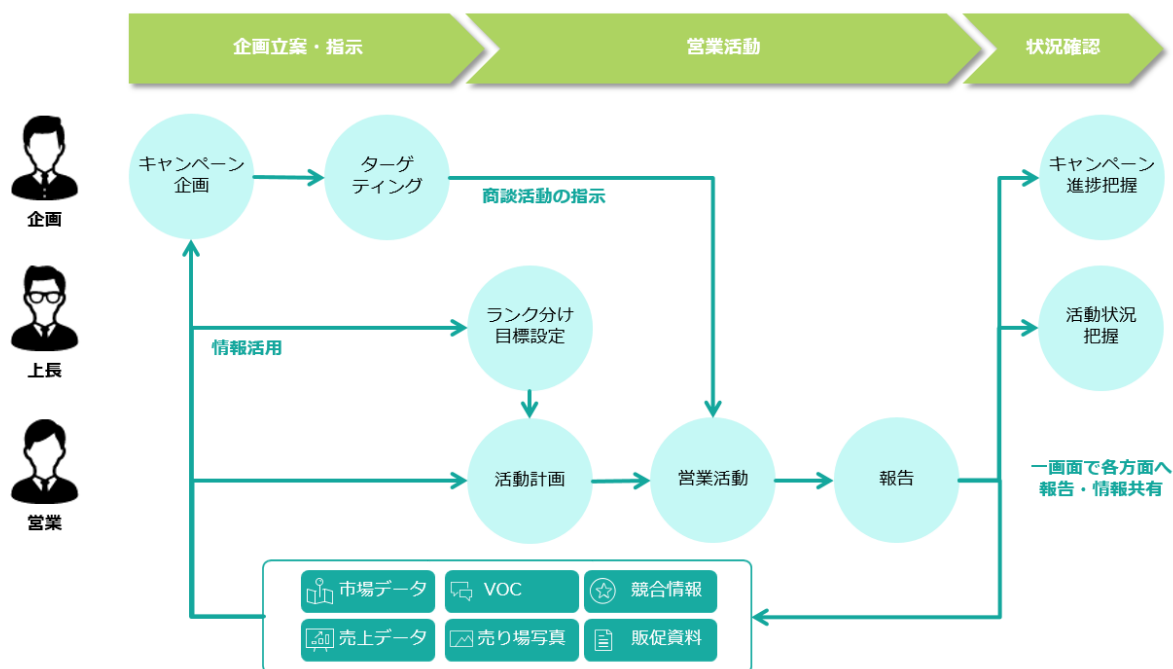 企画立案・指示
営業活動
状況確認
企画
キャンペーン
企画
ターゲ
ティング
商談活動の指示
キャンペーン
進捗把握
上長
情報活用
ランク分け
目標設定
活動状況
把握
営業
活動計画
営業活動
報告
一画面で各方面へ
報告・情報共有
市場データ
VOC
競合情報
売上データ
売り場写真
販促資料